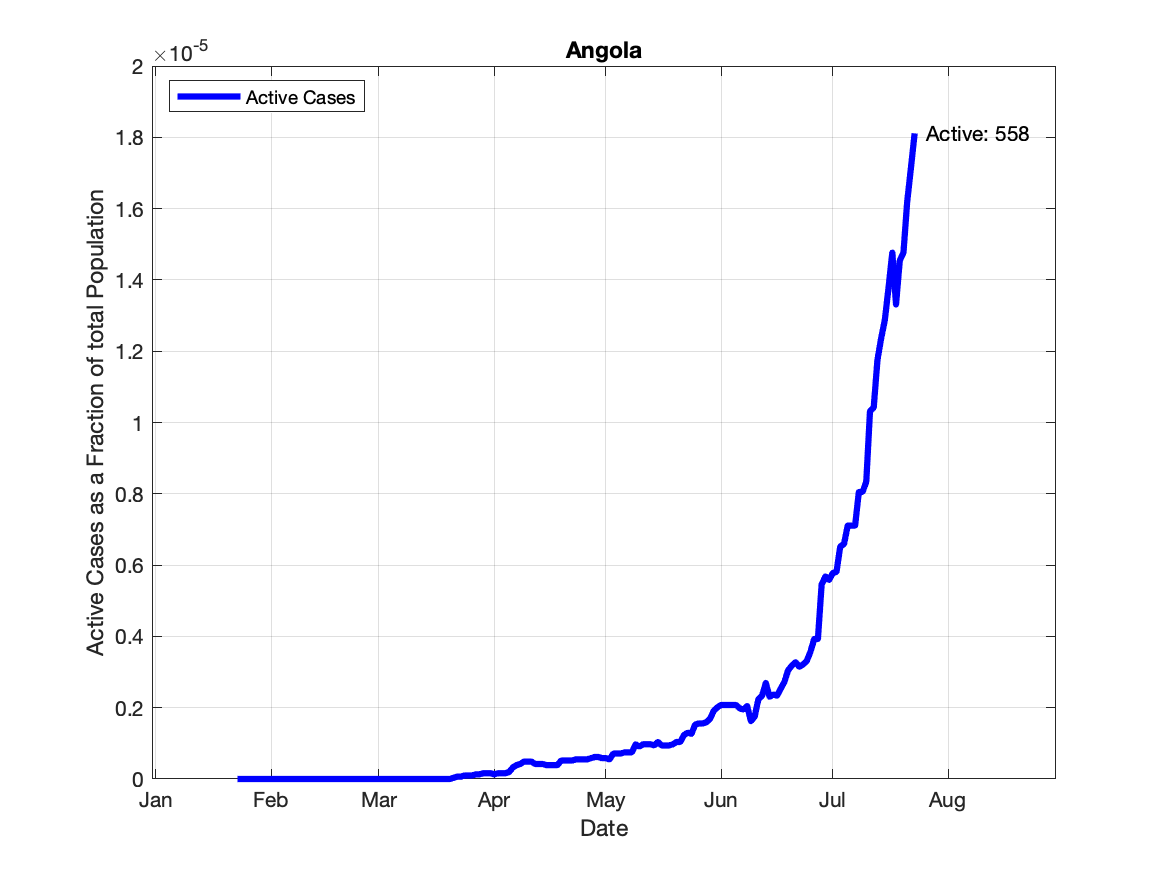 Angola
×10-5
2
1.8
1.6
1.4
1.2
1
0.8
0.6
0.4
0.2
0
Active Cases
Active: 558
Active Cases as a Fraction of total Population
Jan Feb Mar Apr May Jun Jul Aug
Date